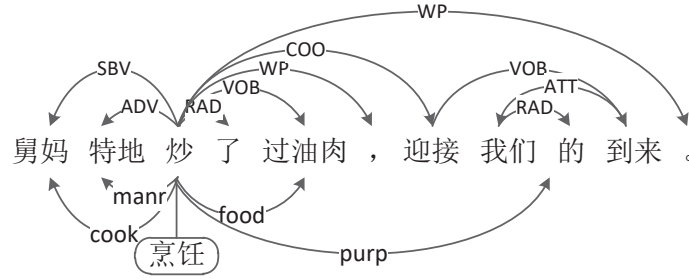 WP
COO
SBV WP VOB
ADV RAD VOB ATT
RAD
舅妈 特地 炒 了 过油肉 ， 迎接 我们 的 到来 。
manr food
cook purp
烹饪